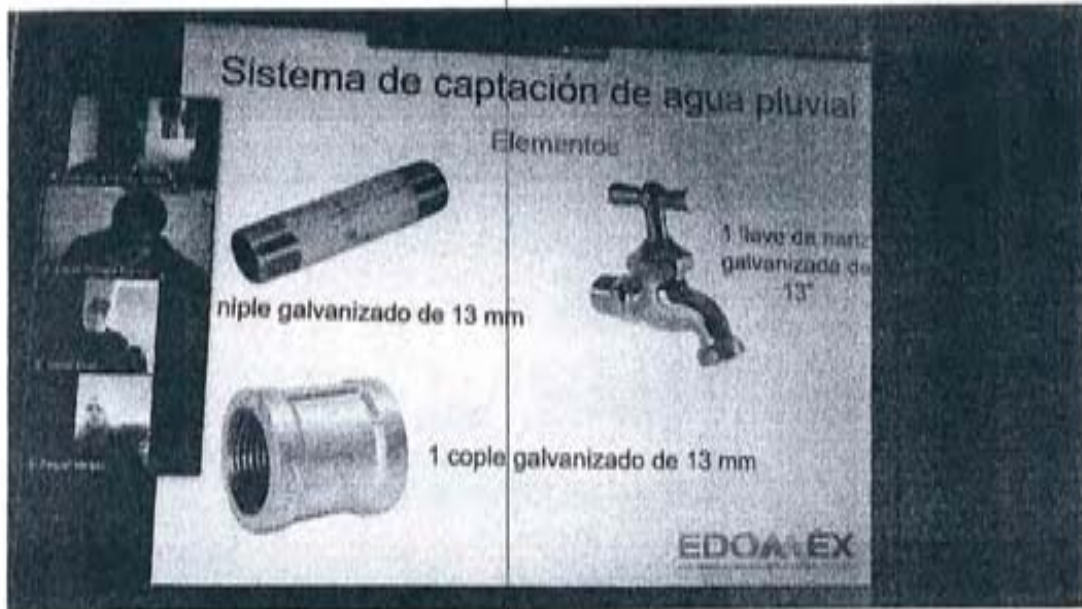 Sistema de captación de agua pluvial
Elementos
1 llave de nariz
galvanizada de
13"
niple galvanizado de 13 mm
1 cople galvanizado de 13 mm
EDOMÉX